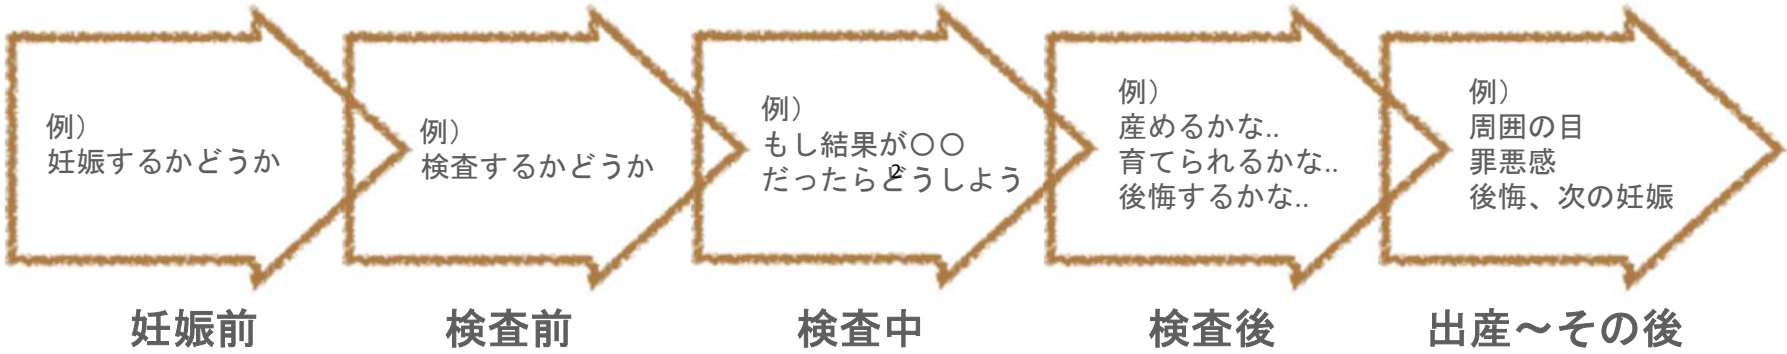 例）
妊娠するかどうか
例）
検査するかどうか
例）
もし結果が〇〇
だったらどうしよう
2
例）
産めるかな..
育てられるかな..
後悔するかな..
例）
周囲の目
罪悪感
後悔、次の妊娠
妊娠前
検査前
検査中
検査後
出産～その後